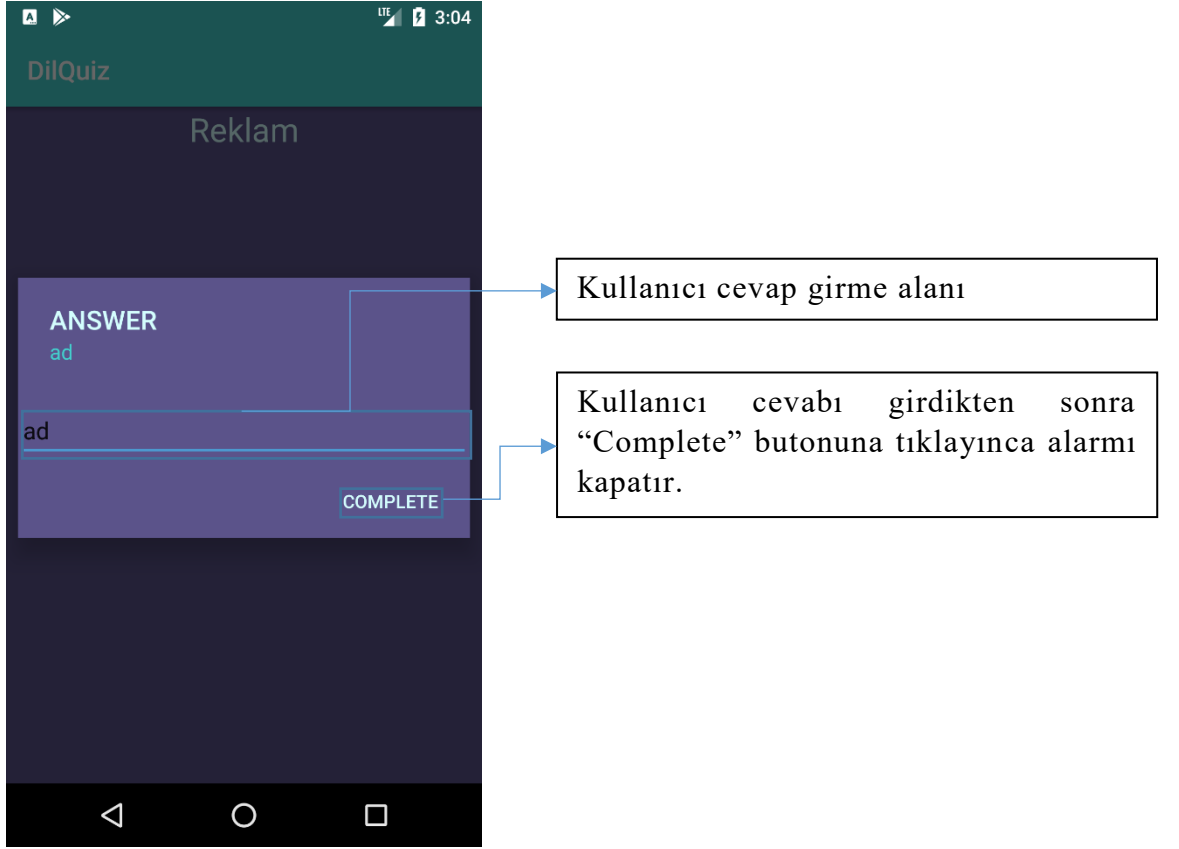 LTE 3:04
DilQuiz
Reklam
ANSWER
ad
ad
COMPLETE
Kullanıcı cevap girme alanı
Kullanıcı cevabı girdikten sonra
“Complete” butonuna tıklayınca alarmı
kapatır.